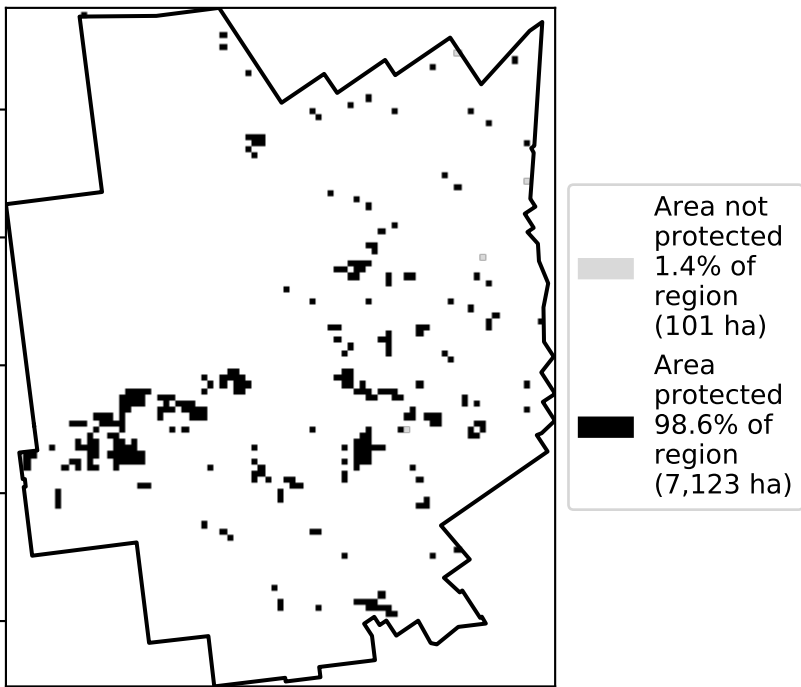 Area not
protected
1.4% of
region
(101 ha)
Area
protected
98.6% of
region
(7,123 ha)